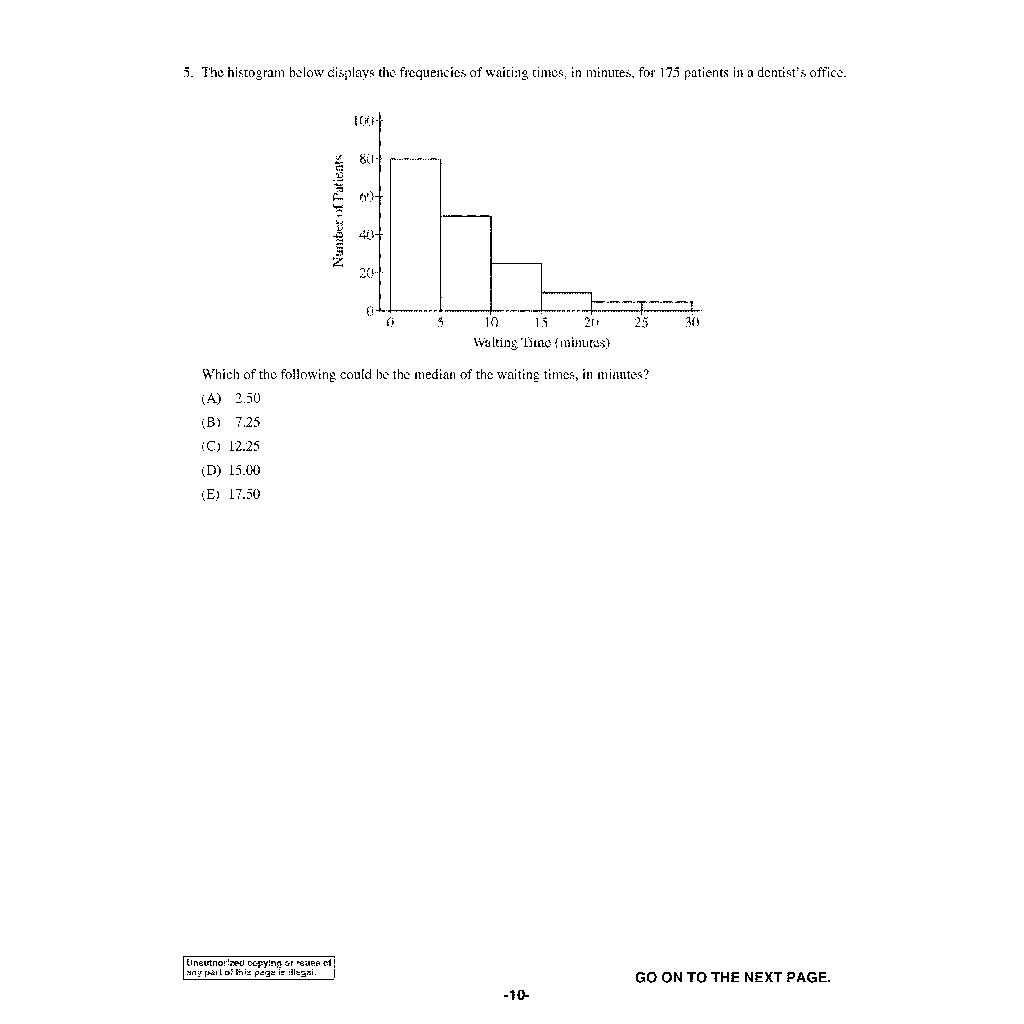 5. The histogram below displays the frequencies of waiting times, in minutes, for 175 patients in a dentist's office.
100
80
60
40
20
0
Number of Patients
0 5 10 15 20 25 30
Waiting Time (minutes)
Which of the following could be the median of the waiting times, in minutes?
(A) 2.50
(B) 7.25
(C) 12.25
(D) 15.00
(E) 17.50
Unauthorized copying or reuse of
any part of this page is illegal.
GO ON TO THE NEXT PAGE.
-10-